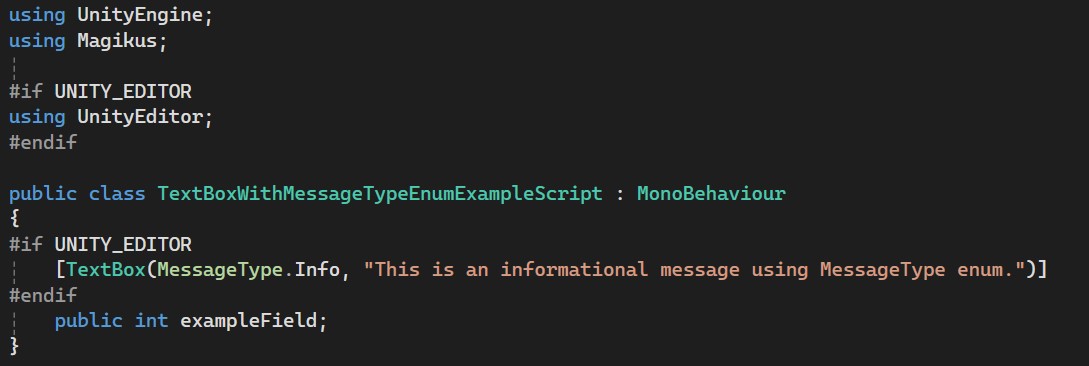 using UnityEngine;
using Magikus;
#if UNITY_EDITOR
using UnityEditor;
#endif
public class TextBoxWithMessageTypeEnumExampleScript : MonoBehaviour
{
#if UNITY_EDITOR
    [TextBox(MessageType.Info, "This is an informational message using MessageType enum.")]
#endif
    public int exampleField;
}